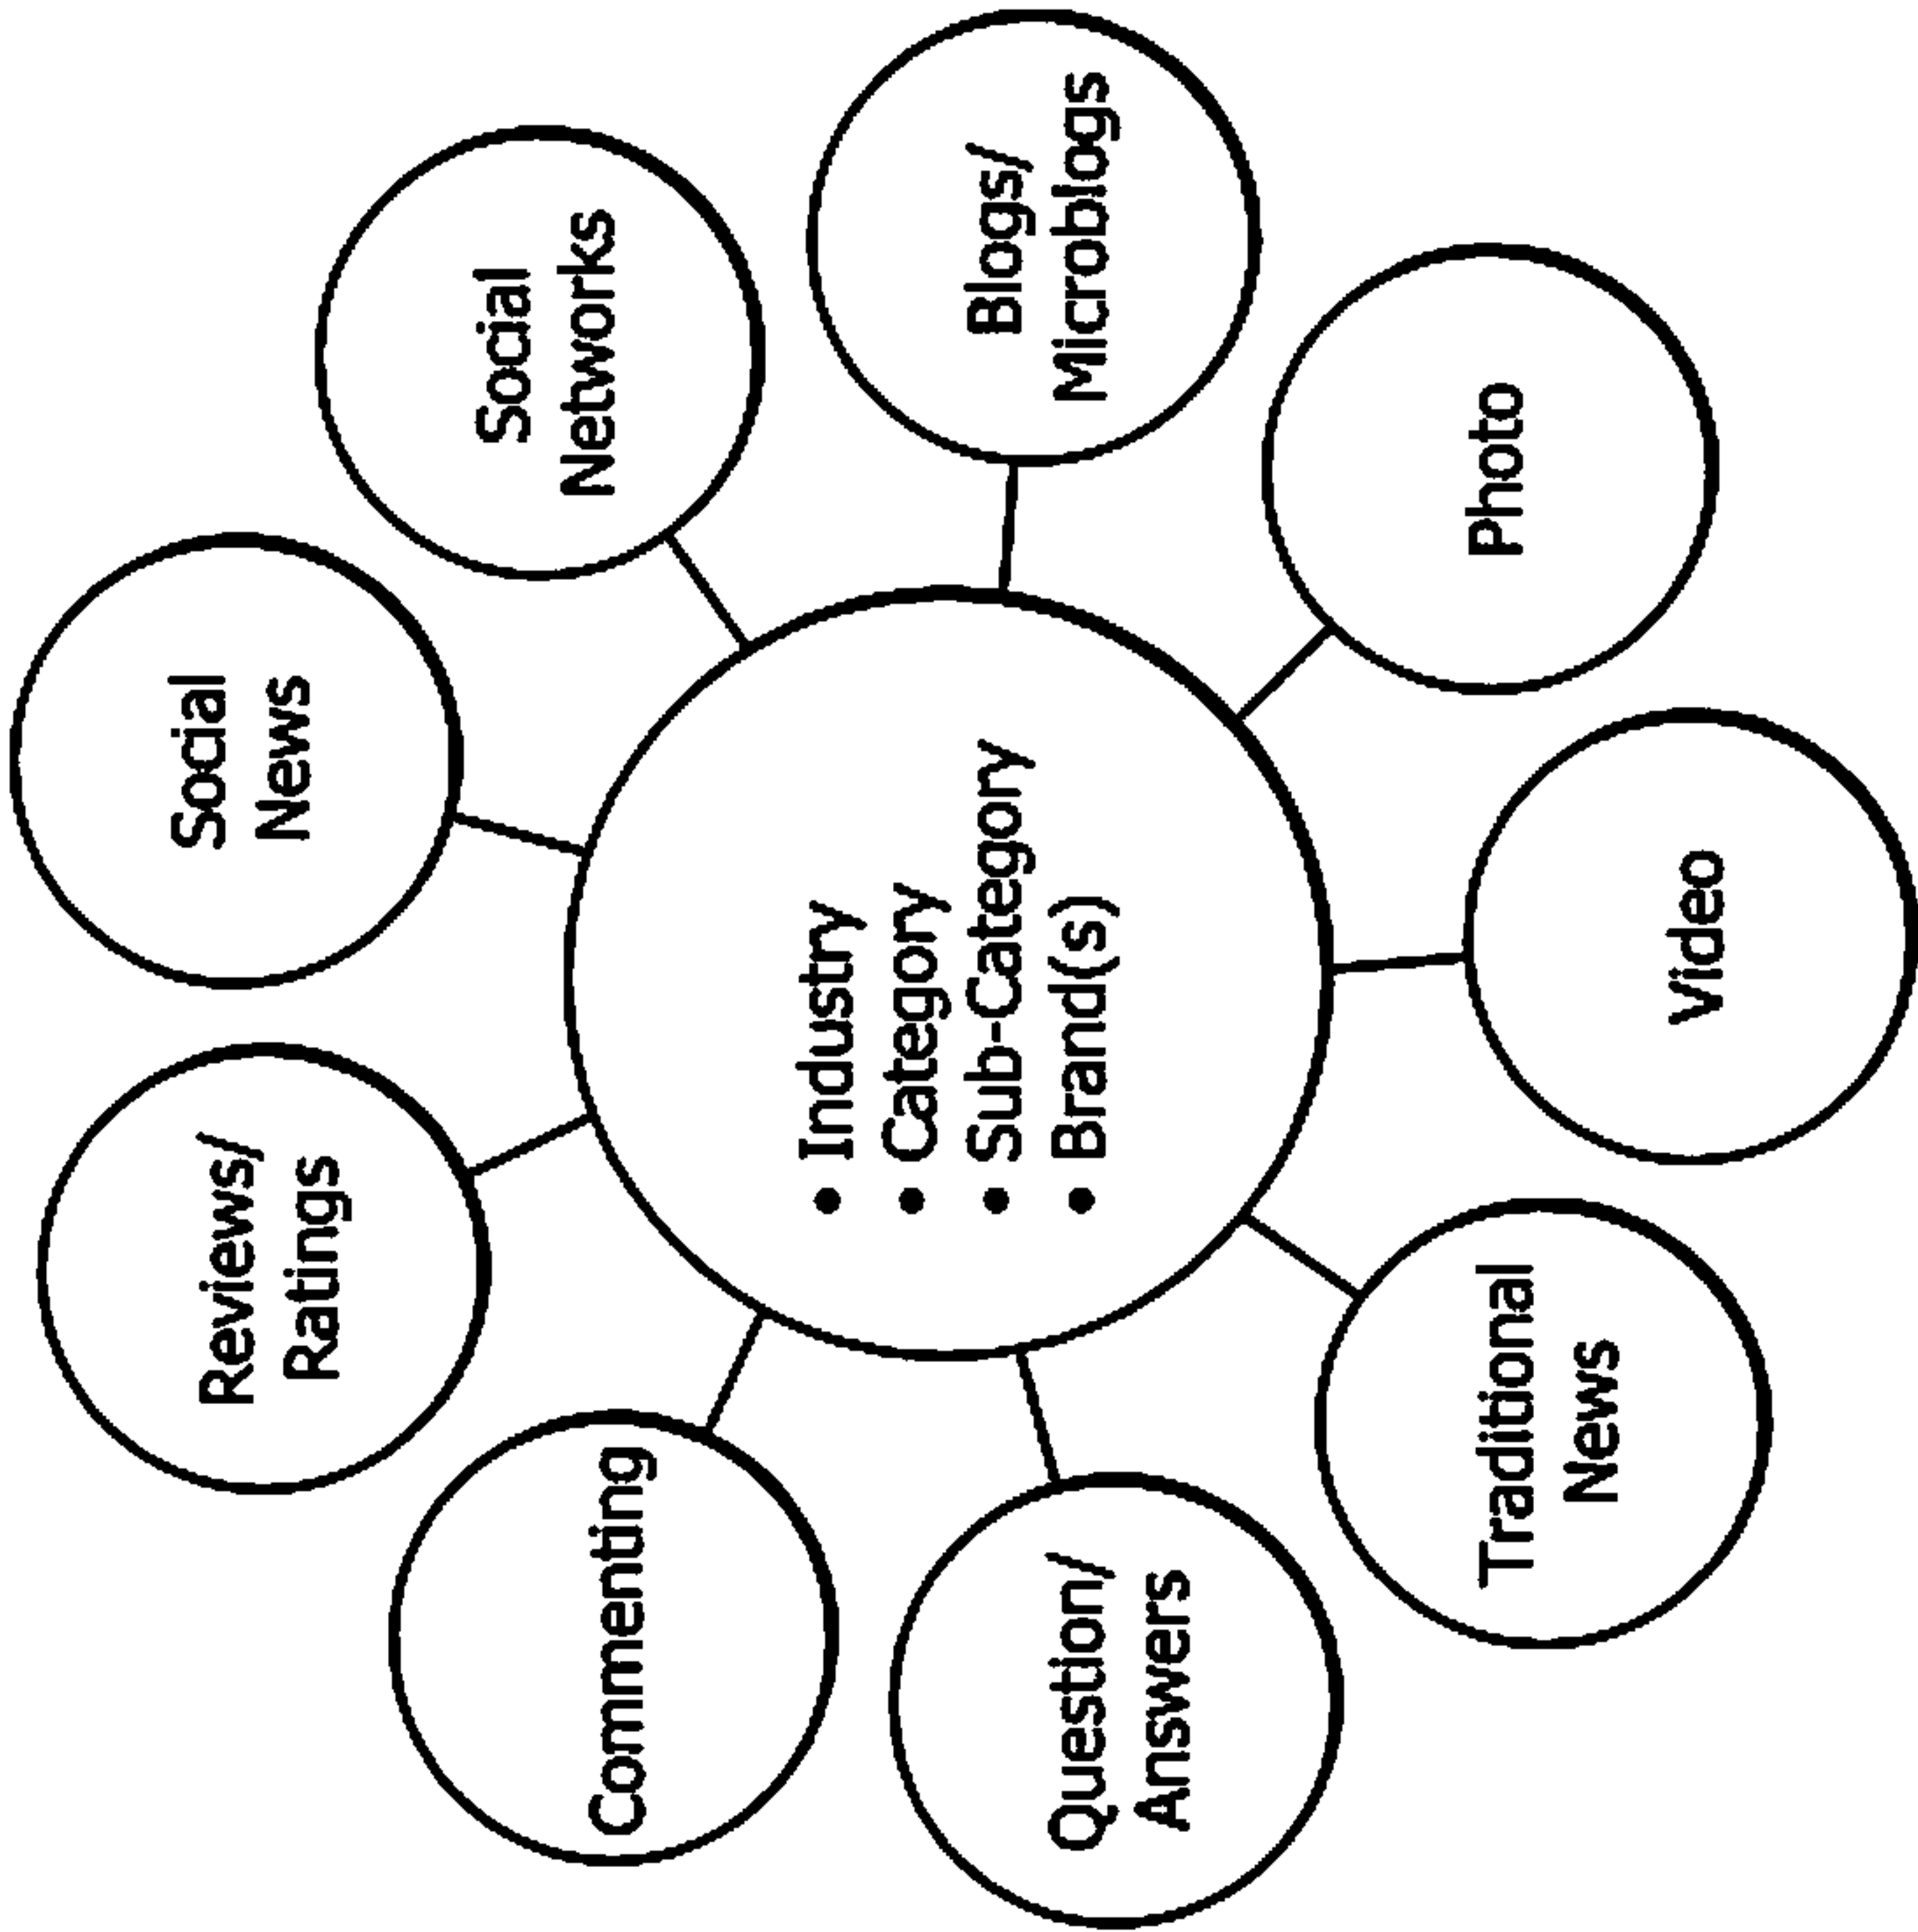 Social
News
Social
Networks
Blogs/
Microblogs
Photo
Video
Traditional
News
Question/
Answers
Commenting
Reviews/
Ratings
• Industry
• Category
• Sub-Category
• Brand(s)